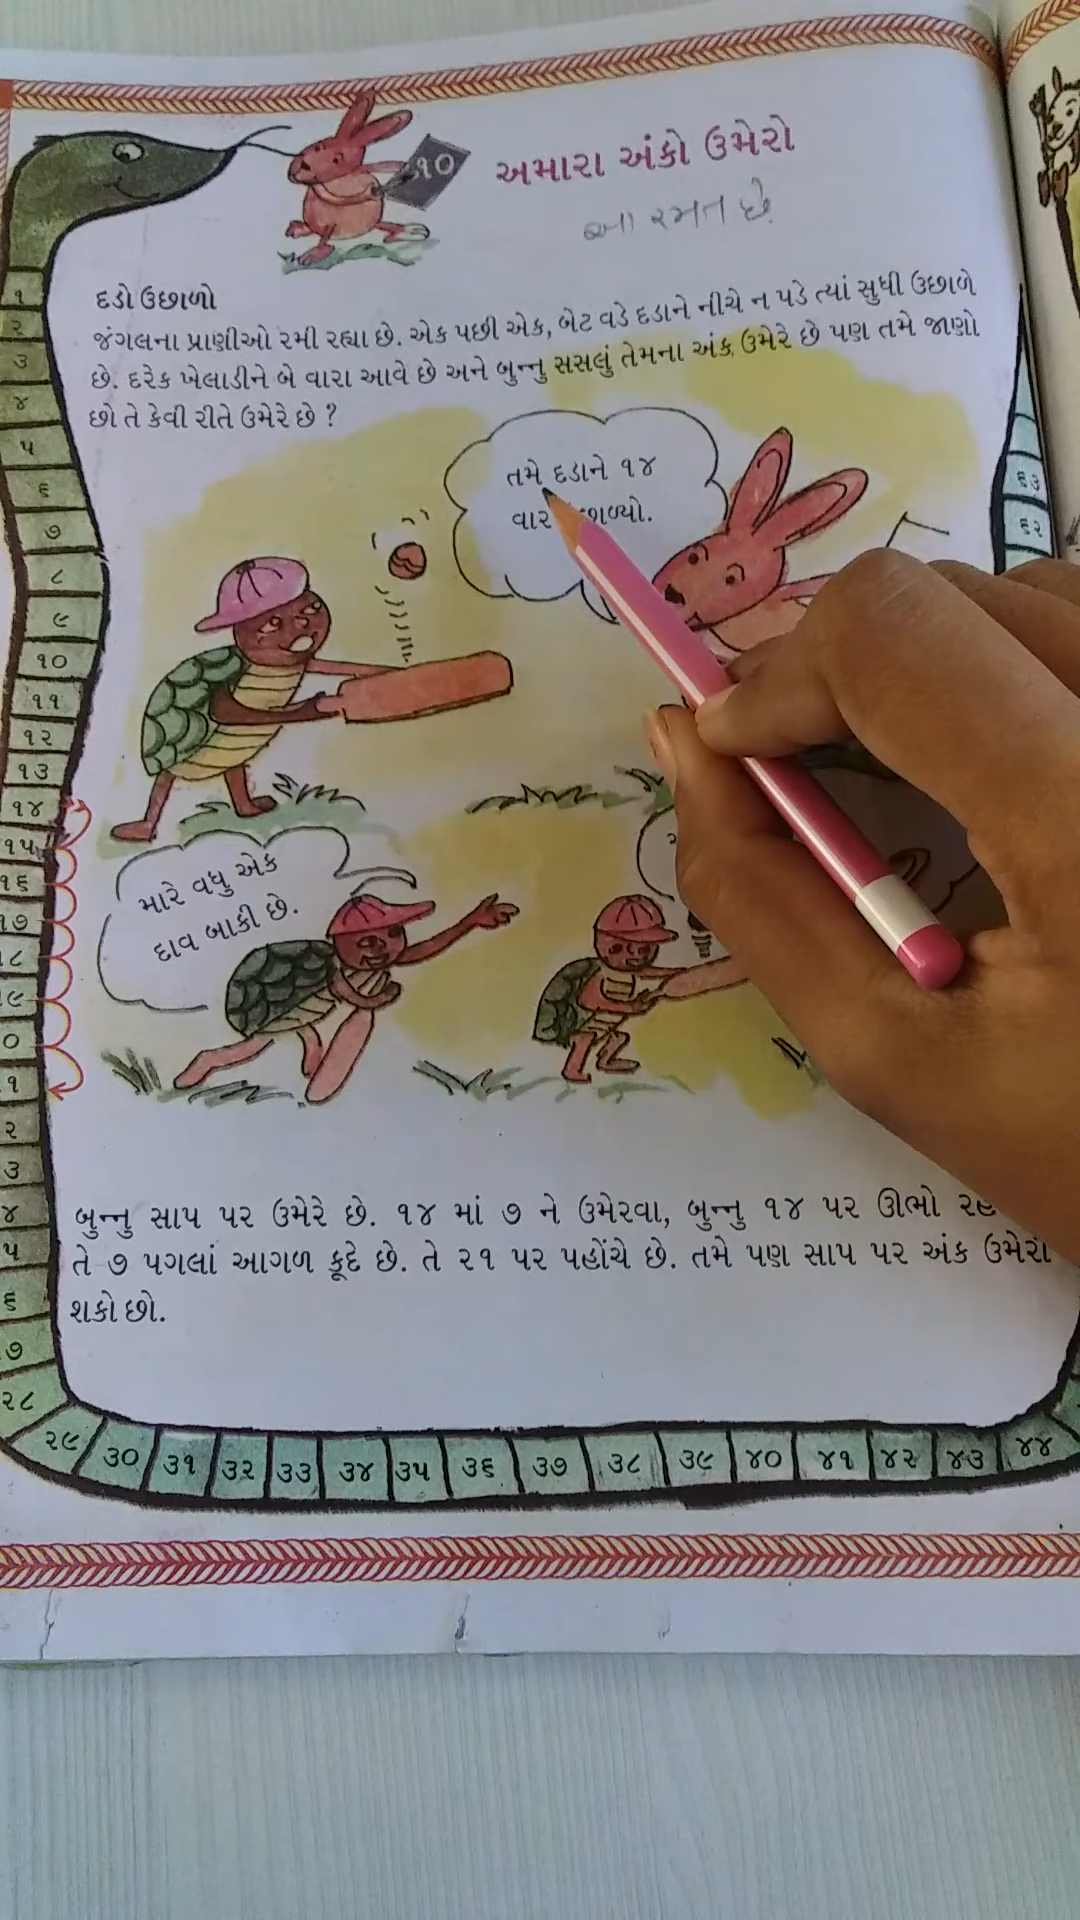 ૧૦
અમારા અંકો ઉમેરો
આ રમત છે
દડો ઉછાળો
જંગલના પ્રાણીઓ રમી રહ્યા છે. એક પછી એક, બેટ વડે દડાને નીચે ન પડે ત્યાં સુધી ઉછાળે
છે. દરેક ખેલાડીને બે વારા આવે છે અને બુન્નુ સસલું તેમના અંક ઉમેરે છે પણ તમે જાણો
છો તે કેવી રીતે ઉમેરે છે ?
તમે દડાને ૧૪
વાર
મારે વધુ એક
દાવ બાકી છે.
બુન્નુ સાપ પર ઉમેરે છે. ૧૪ માં ૭ ને ઉમેરવા, બુન્નુ ૧૪ પર ઊભો
તે ૭ પગલાં આગળ કૂદે છે. તે ૨૧ પર પહોંચે છે. તમે પણ સાપ પર અંક ઉમેરી
શકો છો.
૧
૨
૩
૪
૫
૬
૭
૮
૯
૧૦
૧૧
૧૨
૧૩
૧૪
૧૫
૧૬
૧૭
૨૮
૨૯ ૩૦ ૩૧ ૩૨ ૩૩ ૩૪ ૩૫ ૩૬ ૩૭ ૩૮ ૩૯ ૪૦ ૪૧ ૪૨ ૪૩ ૪૪
૬૩
૬૨